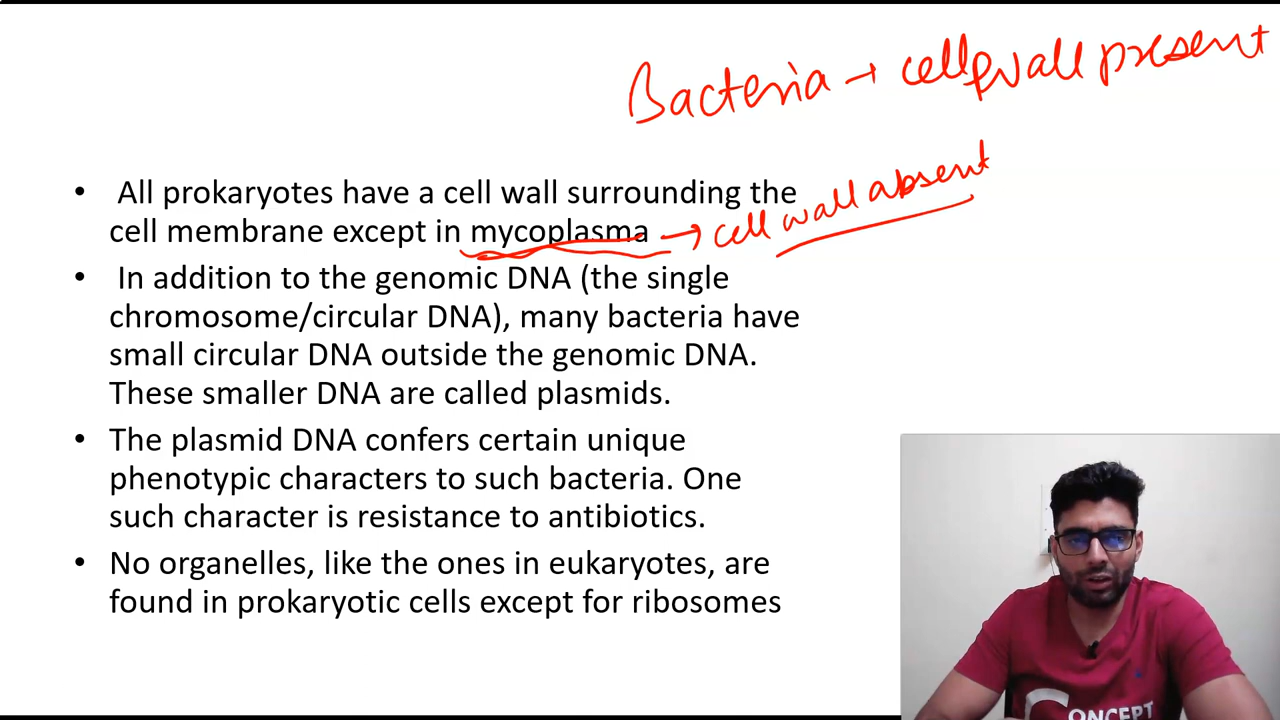 Bacteria → cell wall present
• All prokaryotes have a cell wall surrounding the
cell membrane except in mycoplasma → cell wall absent
• In addition to the genomic DNA (the single
chromosome/circular DNA), many bacteria have
small circular DNA outside the genomic DNA.
These smaller DNA are called plasmids.
• The plasmid DNA confers certain unique
phenotypic characters to such bacteria. One
such character is resistance to antibiotics.
• No organelles, like the ones in eukaryotes, are
found in prokaryotic cells except for ribosomes
CONCEPT